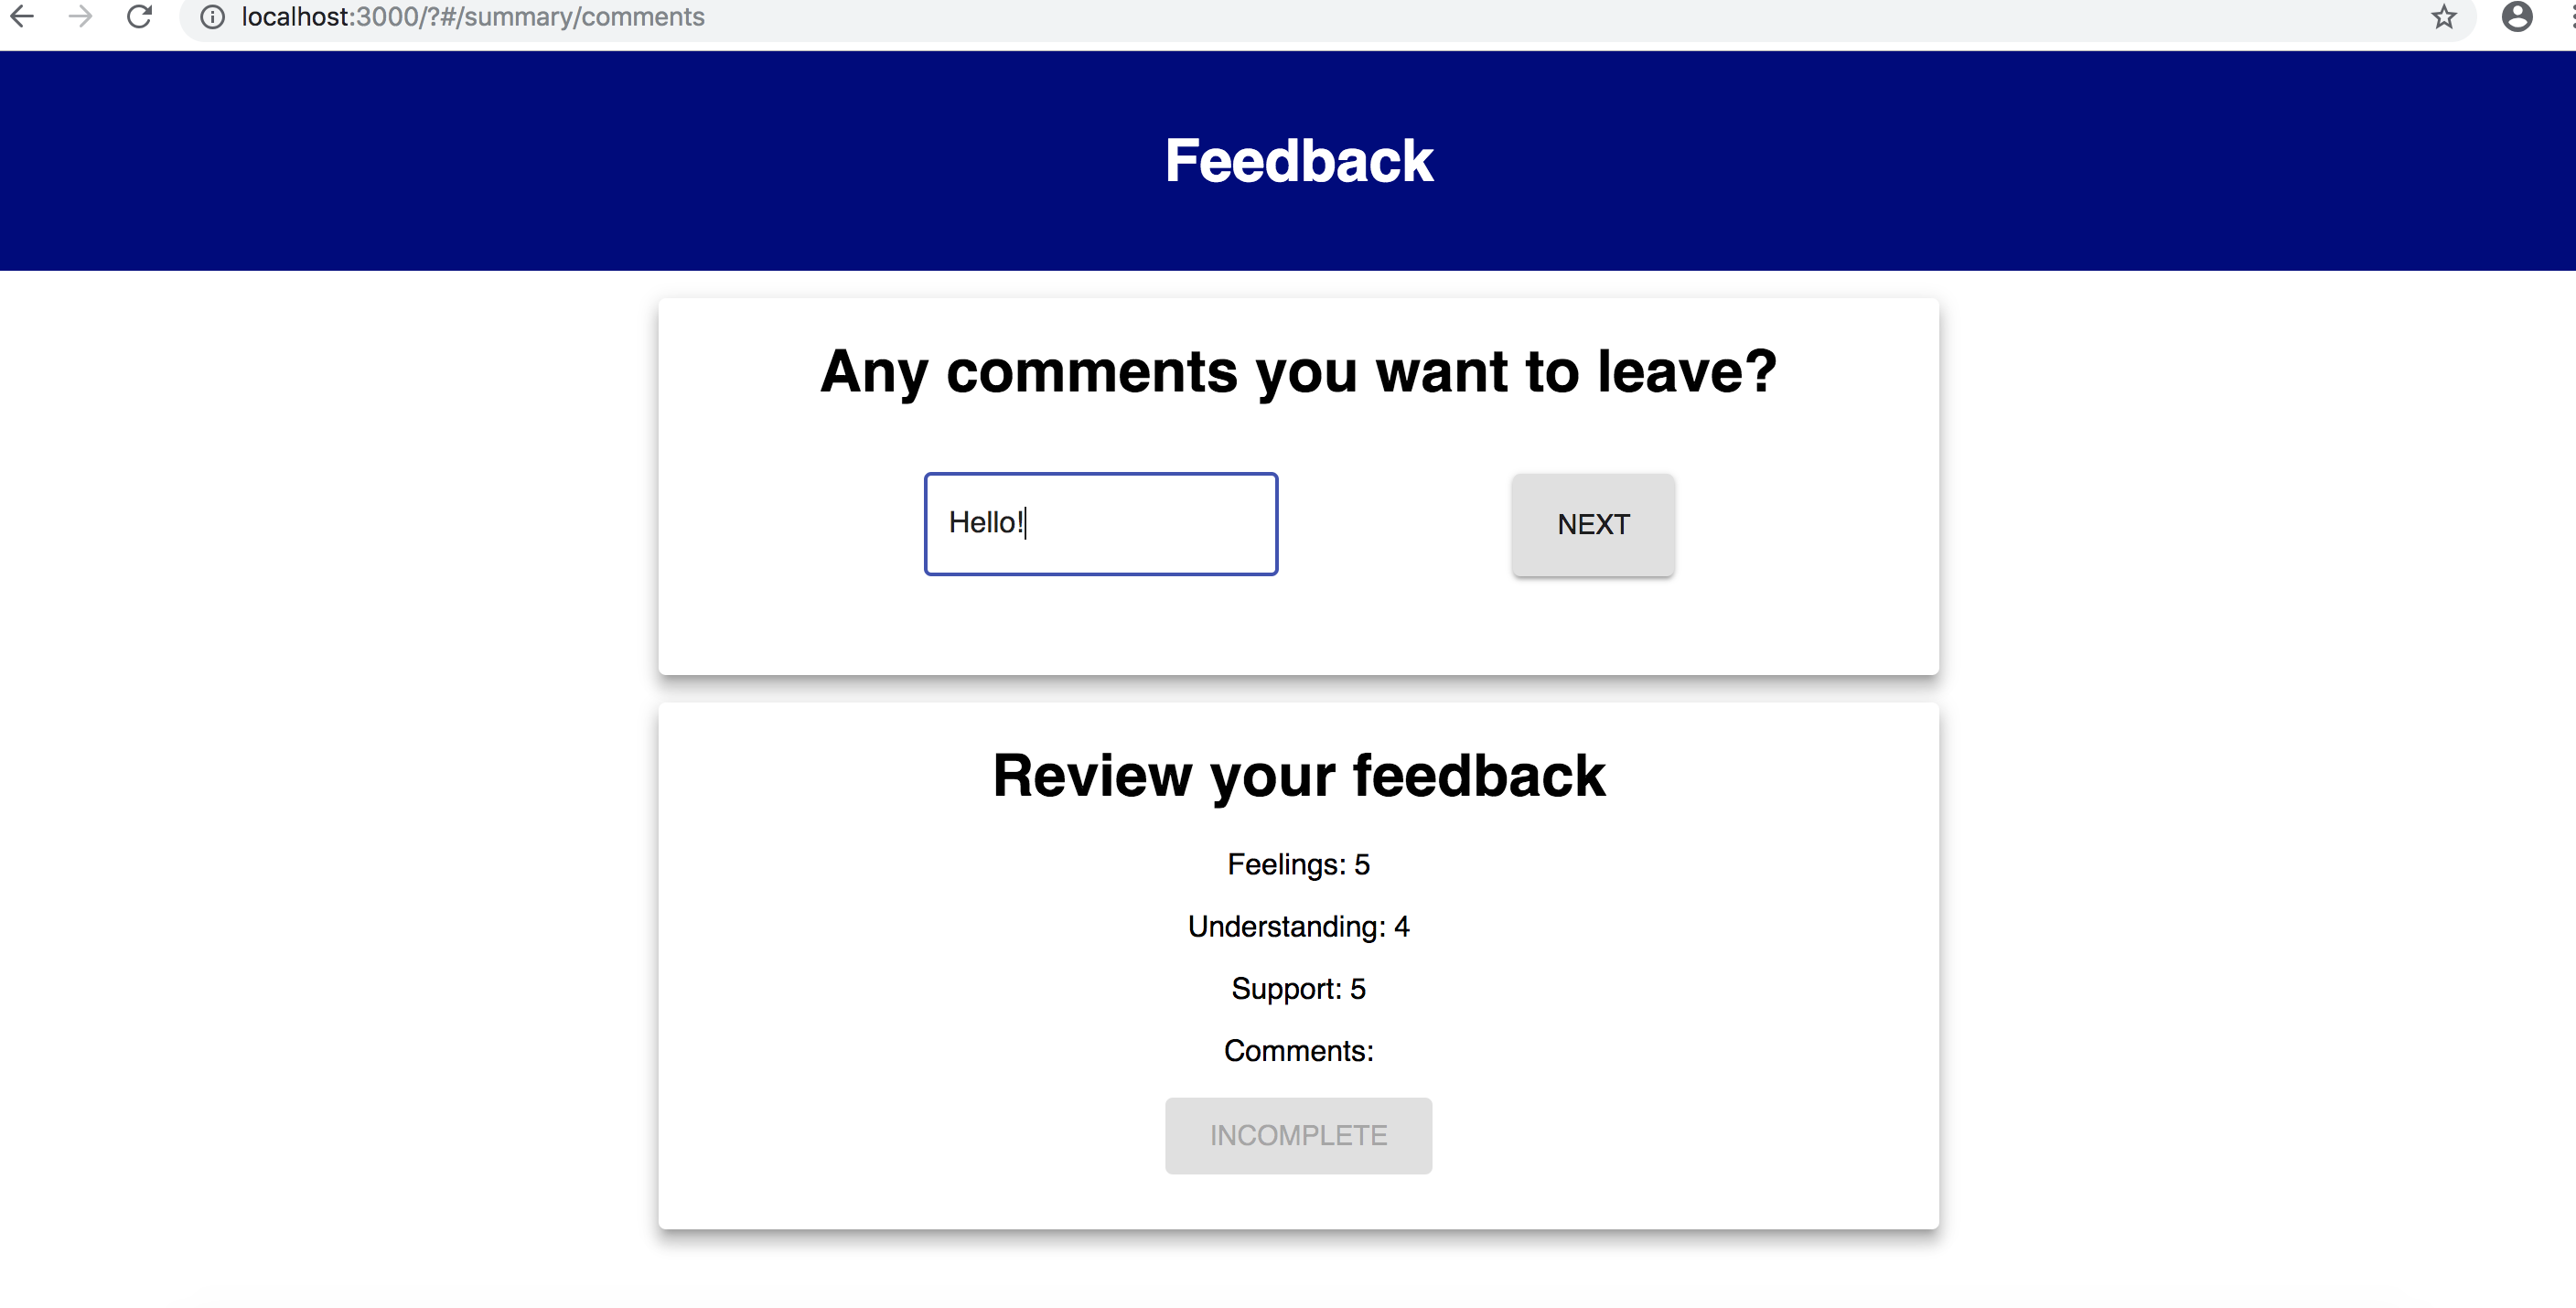 localhost:3000/?#/summary/comments
Feedback
Any comments you want to leave?
Hello!
NEXT
Review your feedback
Feelings: 5
Understanding: 4
Support: 5
Comments:
INCOMPLETE